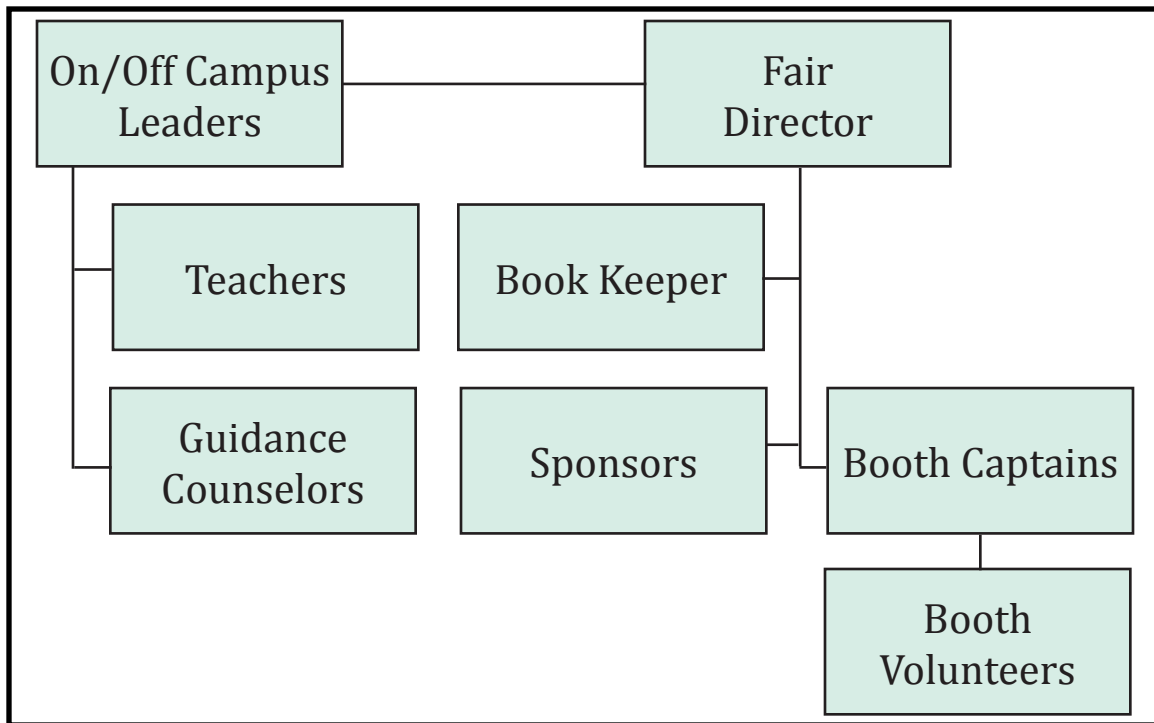 On/Off Campus
Leaders
Fair
Director
Teachers
Book Keeper
Guidance
Counselors
Sponsors
Booth Captains
Booth
Volunteers